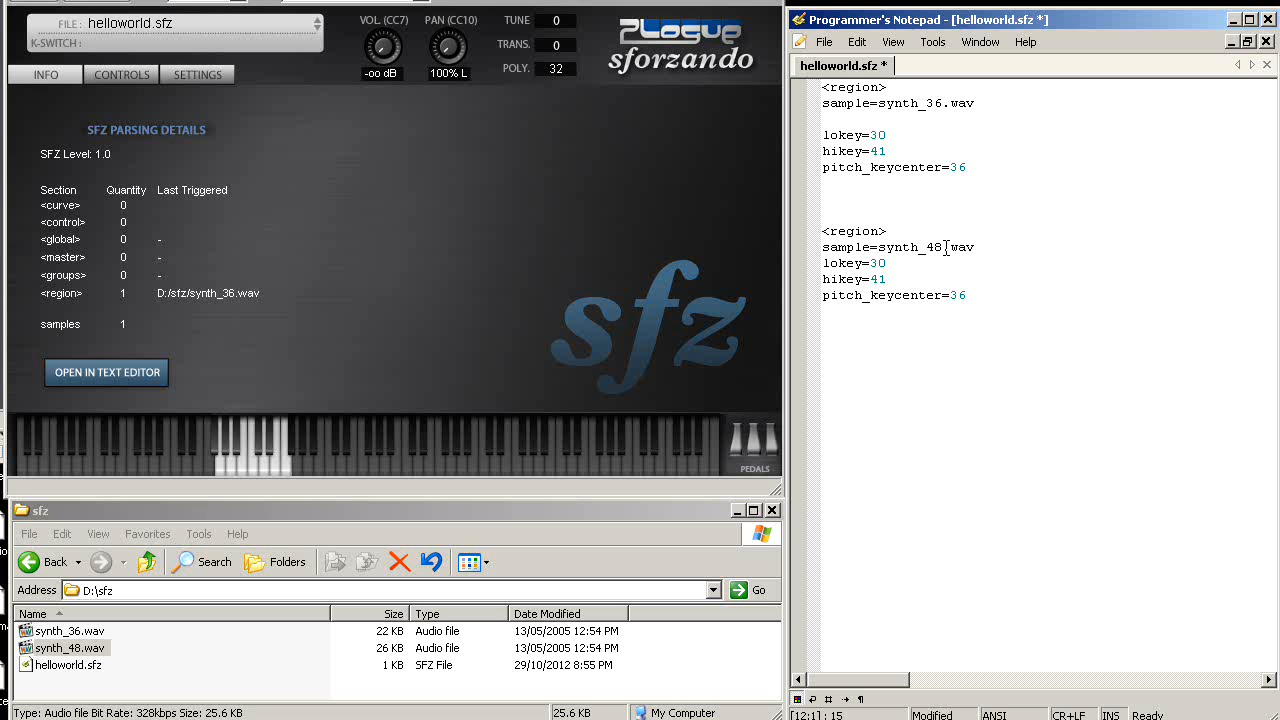 FILE: helloworld.sfz
K-SWITCH :
VOL. (CC7)
-oo dB
PAN (CC10)
100% L
TUNE 0
TRANS. 0
POLY. 32
PLOGUE
sforzando
INFO
CONTROLS
SETTINGS
SFZ PARSING DETAILS
SFZ Level: 1.0
Section Quantity Last Triggered
<curve> 0
<control> 0
<global> 0 -
<master> 0 -
<groups> 0 -
<region> 1 D:/sfz/synth_36.wav
samples 1
OPEN IN TEXT EDITOR
sfz
PEDALS
sfz
File Edit View Favorites Tools Help
Back Search Folders
Address D:\sfz Go
Name Size Type Date Modified
synth_36.wav 22 KB Audio file 13/05/2005 12:54 PM
synth_48.wav 26 KB Audio file 13/05/2005 12:54 PM
helloworld.sfz 1 KB SFZ File 29/10/2012 8:55 PM
Type: Audio file Bit Rate: 328kbps Size: 25.6 KB 25.6 KB My Computer
Programmer's Notepad - [helloworld.sfz *]
File Edit View Tools Window Help
helloworld.sfz *
<region>
sample=synth_36.wav
lokey=30
hikey=41
pitch_keycenter=36
<region>
sample=synth_48.wav
lokey=30
hikey=41
pitch_keycenter=36
[12:1] : 15 Modified ANSI CR+LF INS Ready